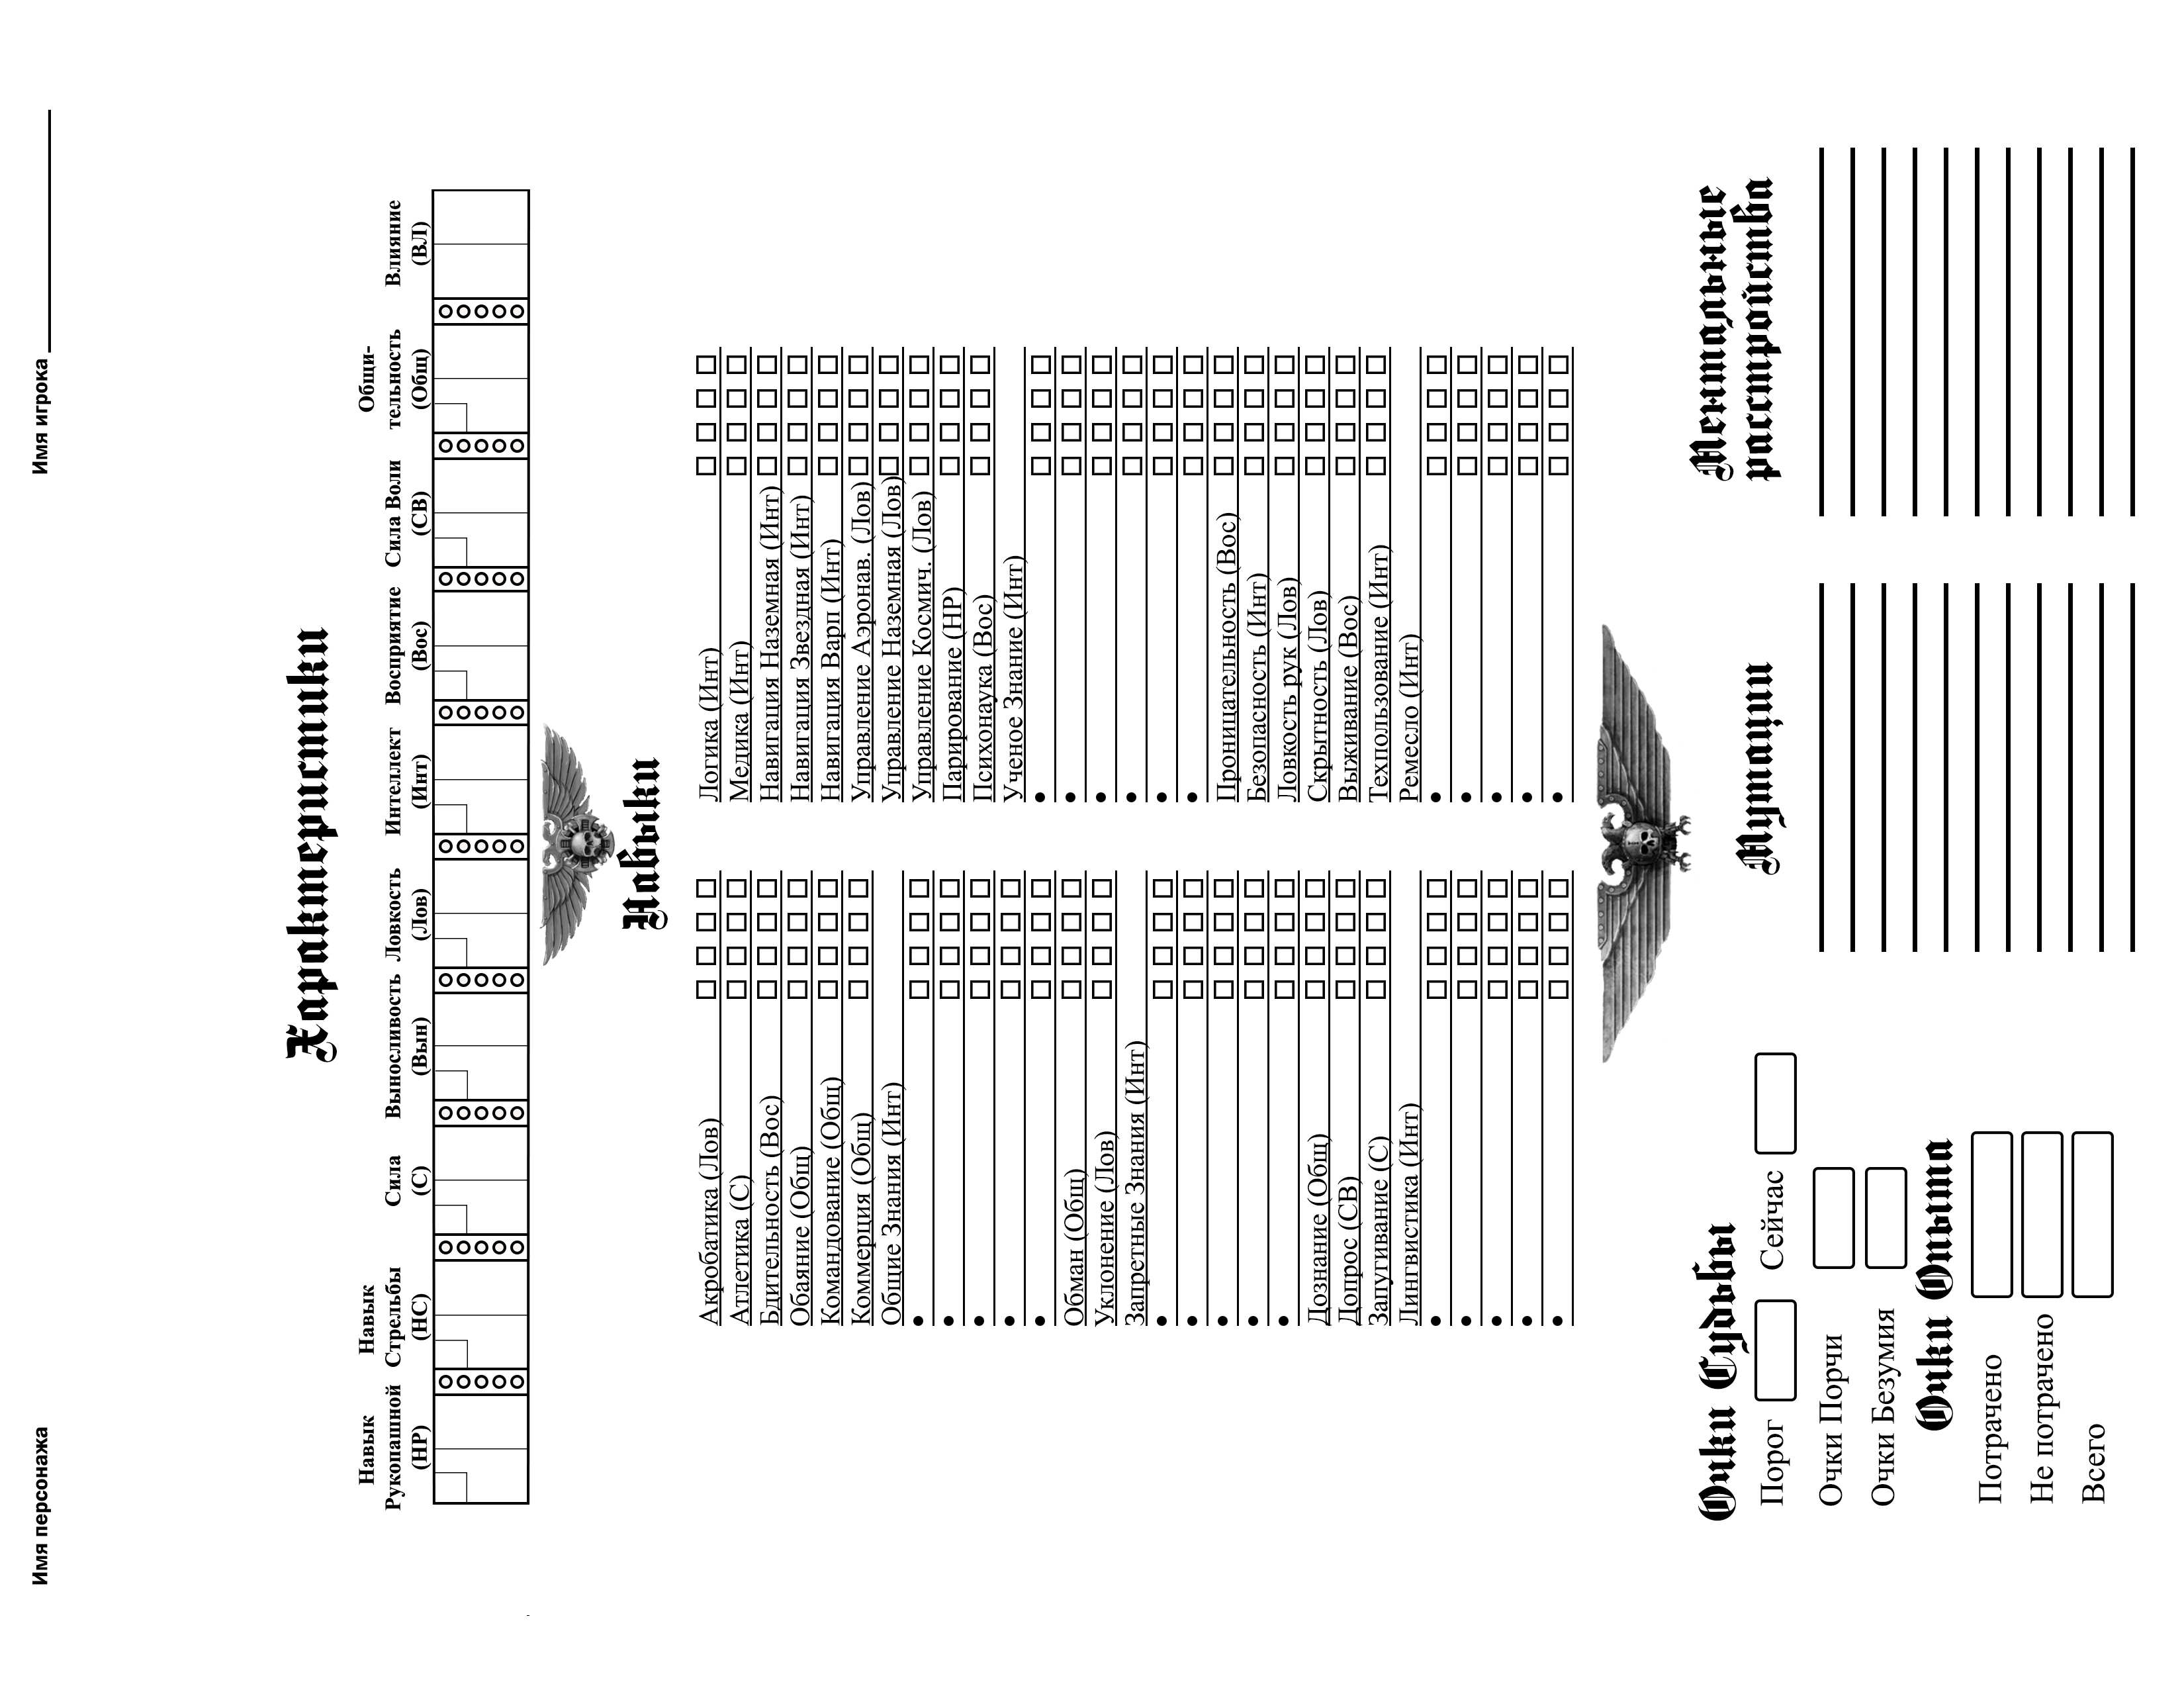 Имя персонажа
Имя игрока
Характеристики
Навык
Рукопашной
(НР)
Навык
Стрельбы
(НС)
Сила
(С)
Выносливость
(Вын)
Ловкость
(Лов)
Интеллект
(Инт)
Восприятие
(Вос)
Сила Воли
(СВ)
Общи-
тельность
(Общ)
Влияние
(ВЛ)
Навыки
Акробатика (Лов)
Атлетика (С)
Бдительность (Вос)
Обаяние (Общ)
Командование (Общ)
Коммерция (Общ)
Общие Знания (Инт)
•
•
•
•
•
Обман (Общ)
Уклонение (Лов)
Запретные Знания (Инт)
•
•
•
•
•
Дознание (Общ)
Допрос (СВ)
Запугивание (С)
Лингвистика (Инт)
•
•
•
•
•
Логика (Инт)
Медика (Инт)
Навигация Наземная (Инт)
Навигация Звездная (Инт)
Навигация Варп (Инт)
Управление Аэронав. (Лов)
Управление Наземная (Лов)
Управление Космич. (Лов)
Парирование (НР)
Психонаука (Вос)
Ученое Знание (Инт)
•
•
•
•
•
•
Проницательность (Вос)
Безопасность (Инт)
Ловкость рук (Лов)
Скрытность (Лов)
Выживание (Вос)
Техпользование (Инт)
Ремесло (Инт)
•
•
•
•
•
Очки Судьбы
Порог
Сейчас
Очки Порчи
Очки Безумия
Очки Опыта
Потрачено
Не потрачено
Всего
Мутации
Ментальные
расстройства